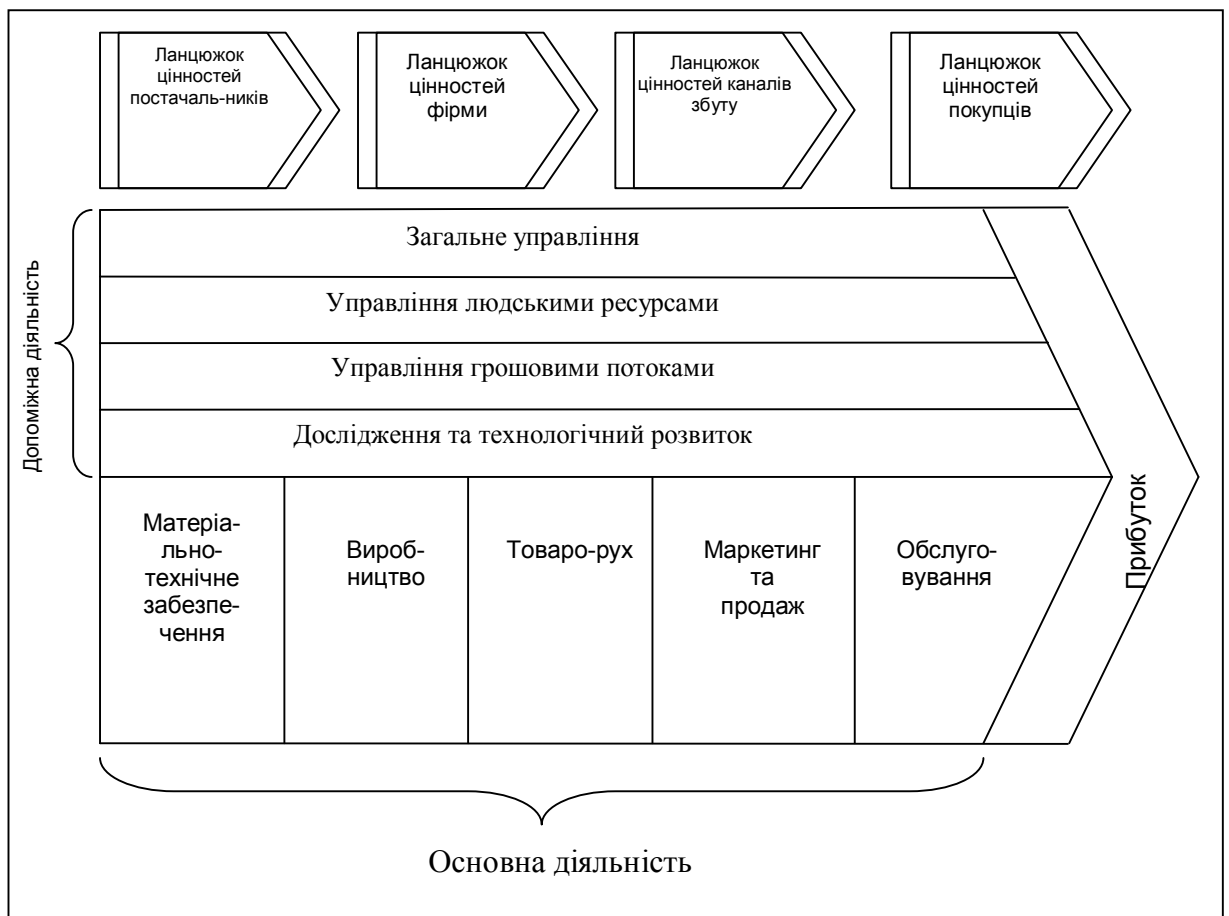 Ланцюжок
цінностей
постачаль-ників
Ланцюжок
цінностей
фірми
Ланцюжок
цінностей каналів
збуту
Ланцюжок
цінностей
покупців
Допоміжна діяльність
Загальне управління
Управління людськими ресурсами
Управління грошовими потоками
Дослідження та технологічний розвиток
Матеріа-
льно-
технічне
забезпе-
чення
Вироб-
ництво
Товаро-рух
Маркетинг
та
продаж
Обслуго-
вування
Прибуток
Основна діяльність